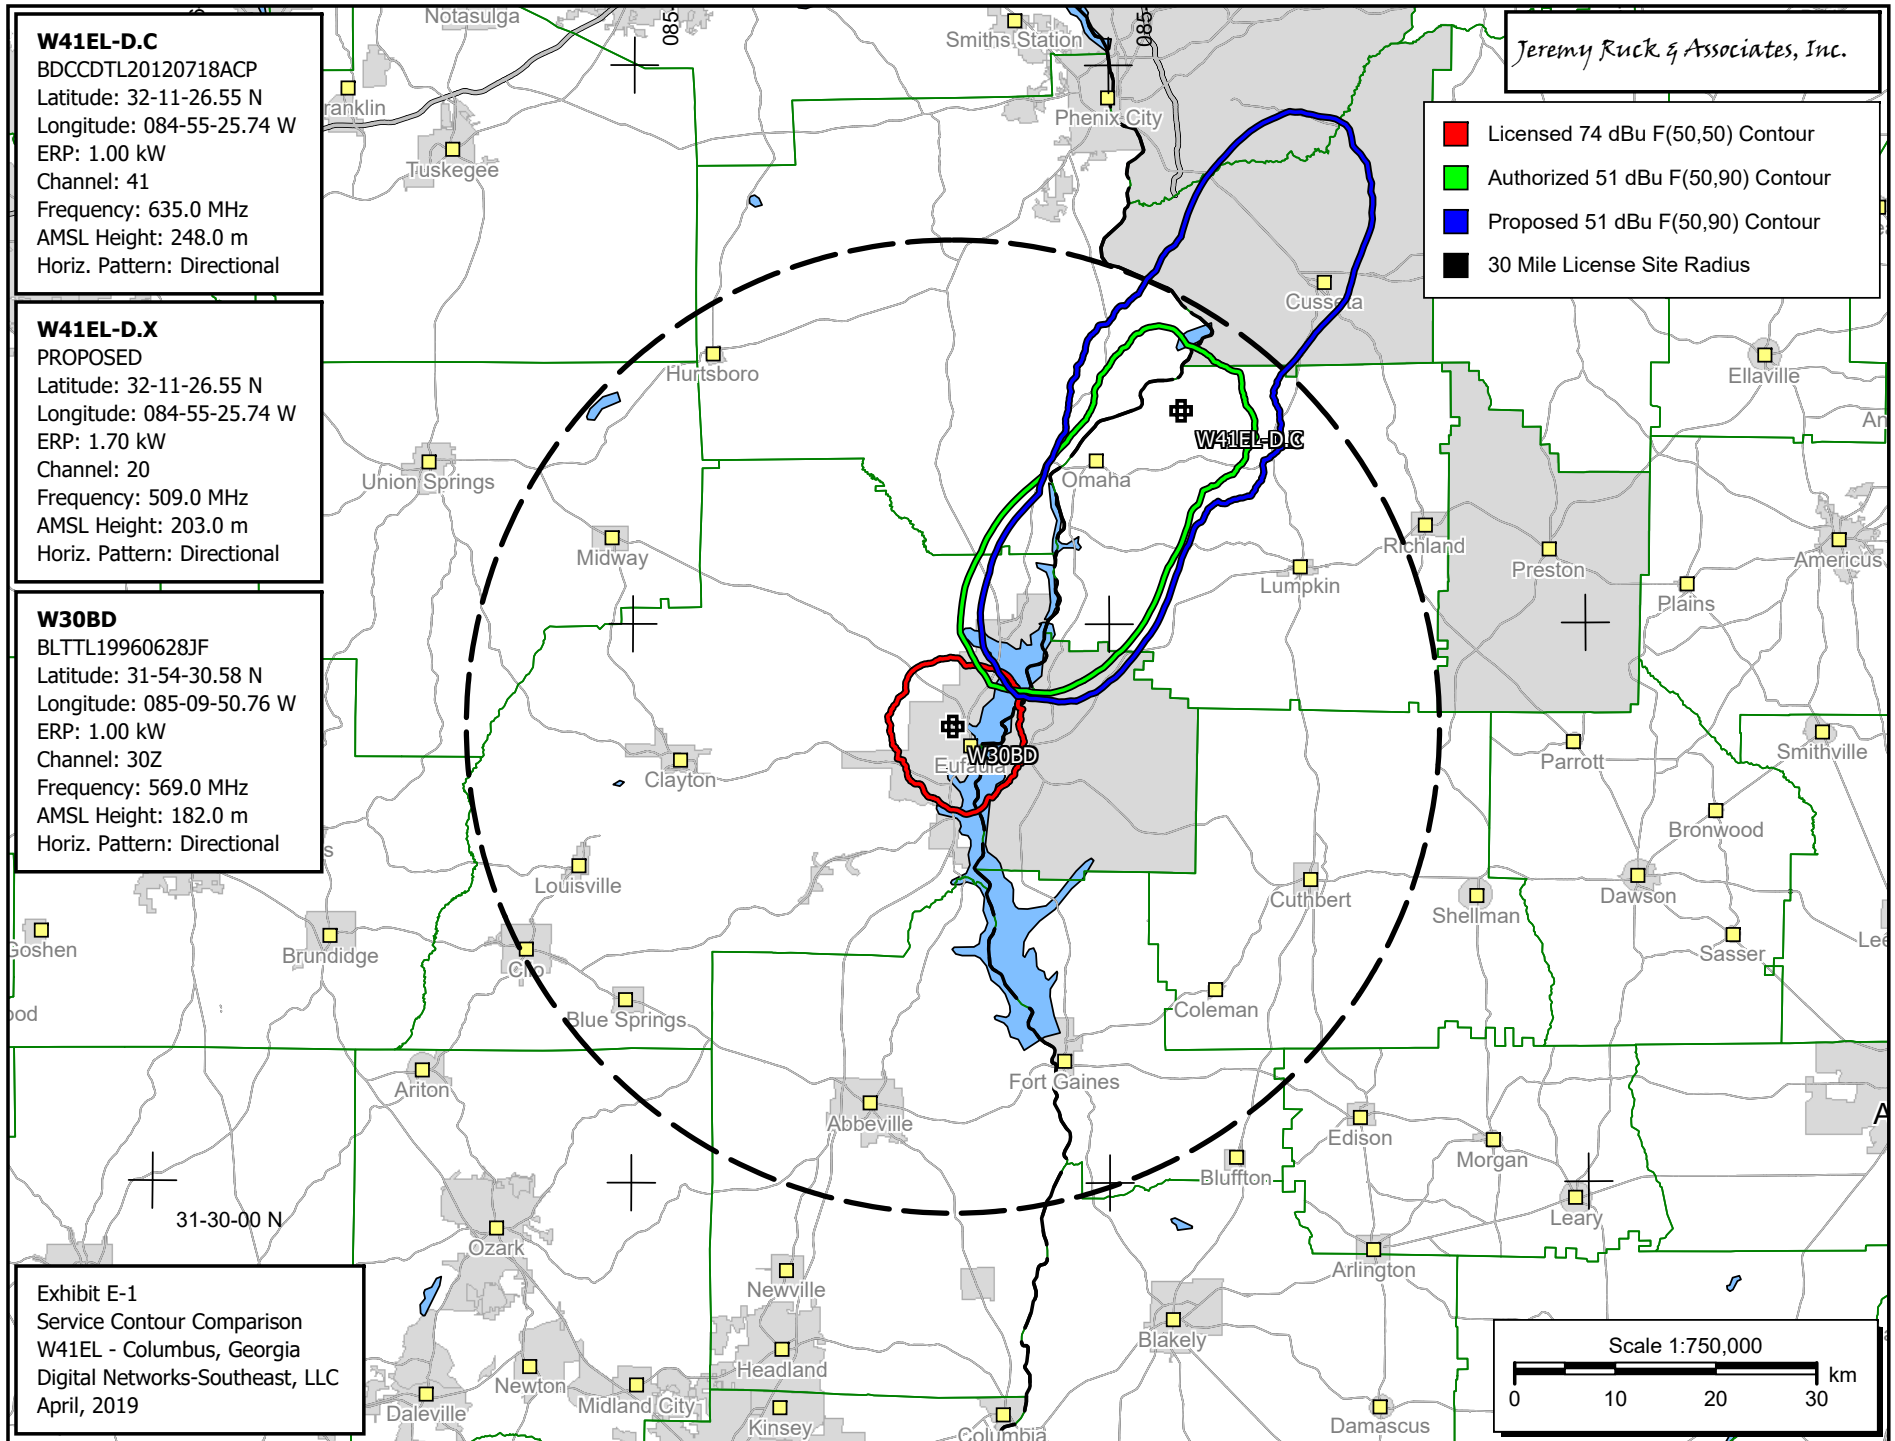 W41EL-D.C
BDCCDTL20120718ACP
Latitude: 32-11-26.55 N
Longitude: 084-55-25.74 W
ERP: 1.00 kW
Channel: 41
Frequency: 635.0 MHz
AMSL Height: 248.0 m
Horiz. Pattern: Directional
W41EL-D.X
PROPOSED
Latitude: 32-11-26.55 N
Longitude: 084-55-25.74 W
ERP: 1.70 kW
Channel: 20
Frequency: 509.0 MHz
AMSL Height: 203.0 m
Horiz. Pattern: Directional
W30BD
BLTTL19960628JF
Latitude: 31-54-30.58 N
Longitude: 085-09-50.76 W
ERP: 1.00 kW
Channel: 30Z
Frequency: 569.0 MHz
AMSL Height: 182.0 m
Horiz. Pattern: Directional
Jeremy Ruck & Associates, Inc.
Licensed 74 dBu F(50,50) Contour
Authorized 51 dBu F(50,90) Contour
Proposed 51 dBu F(50,90) Contour
30 Mile License Site Radius
Notasulga
085-
085-
Smiths Station
ranklin
Phenix City
Tuskegee
Cusseta
Hurtsboro
Ellaville
An
W41EL-D.C
Union Springs
Omaha
Midway
Richland
Americus
Lumpkin
Preston
Plains
W30BD
Eufaula
Clayton
Parrott
Smithville
Bronwood
s
Louisville
Cuthbert
Dawson
Shellman
Goshen
Brundidge
Clio
Sasser
Lee
ood
Blue Springs
Coleman
Fort Gaines
Ariton
Abbeville
Edison
A
Morgan
Bluffton
31-30-00 N
Leary
Ozark
Arlington
Newville
Blakely
Headland
Newton
Midland City
Daleville
Kinsey
Columbia
Damascus
Exhibit E-1
Service Contour Comparison
W41EL - Columbus, Georgia
Digital Networks-Southeast, LLC
April, 2019
Scale 1:750,000
km
0 10 20 30